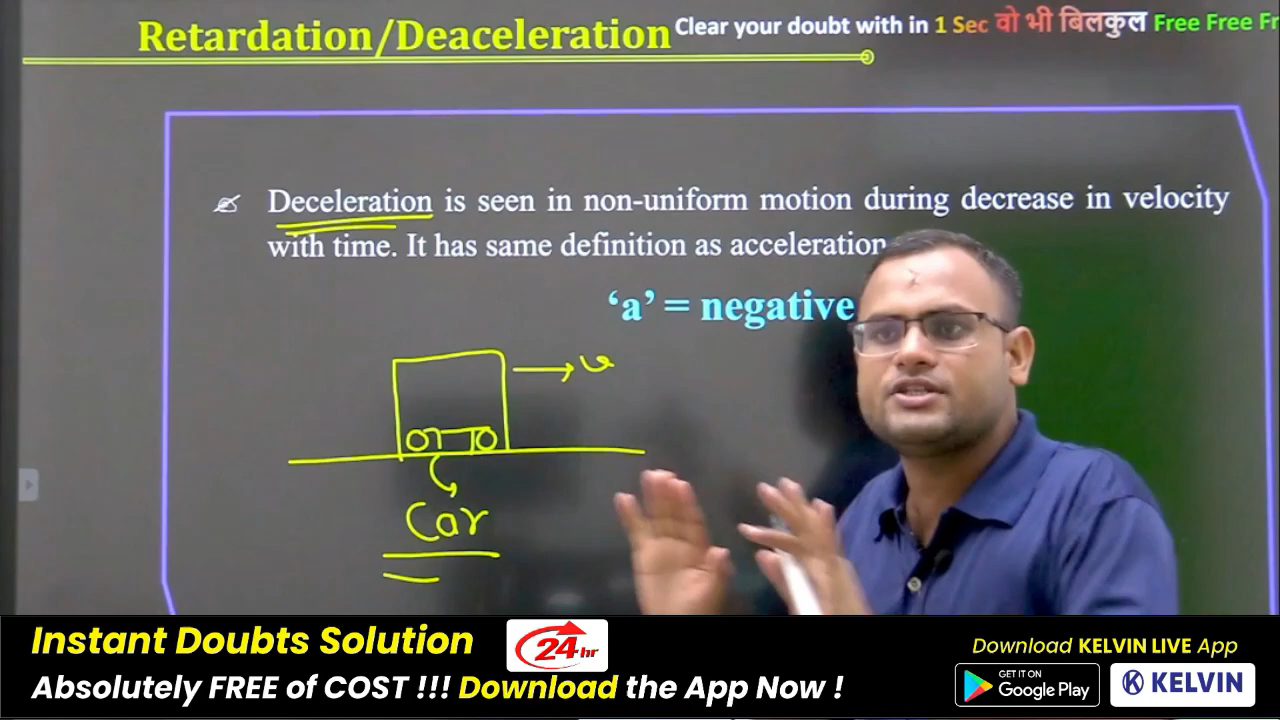 Retardation/Deaceleration
Clear your doubt with in 1 Sec वो भी बिलकुल Free Free Fr
Deceleration is seen in non-uniform motion during decrease in velocity
with time. It has same definition as acceleration
‘a’ = negative
v
Car
Instant Doubts Solution
24 hr
Absolutely FREE of COST !!! Download the App Now !
Download KELVIN LIVE App
GET IT ON
Google Play
KELVIN